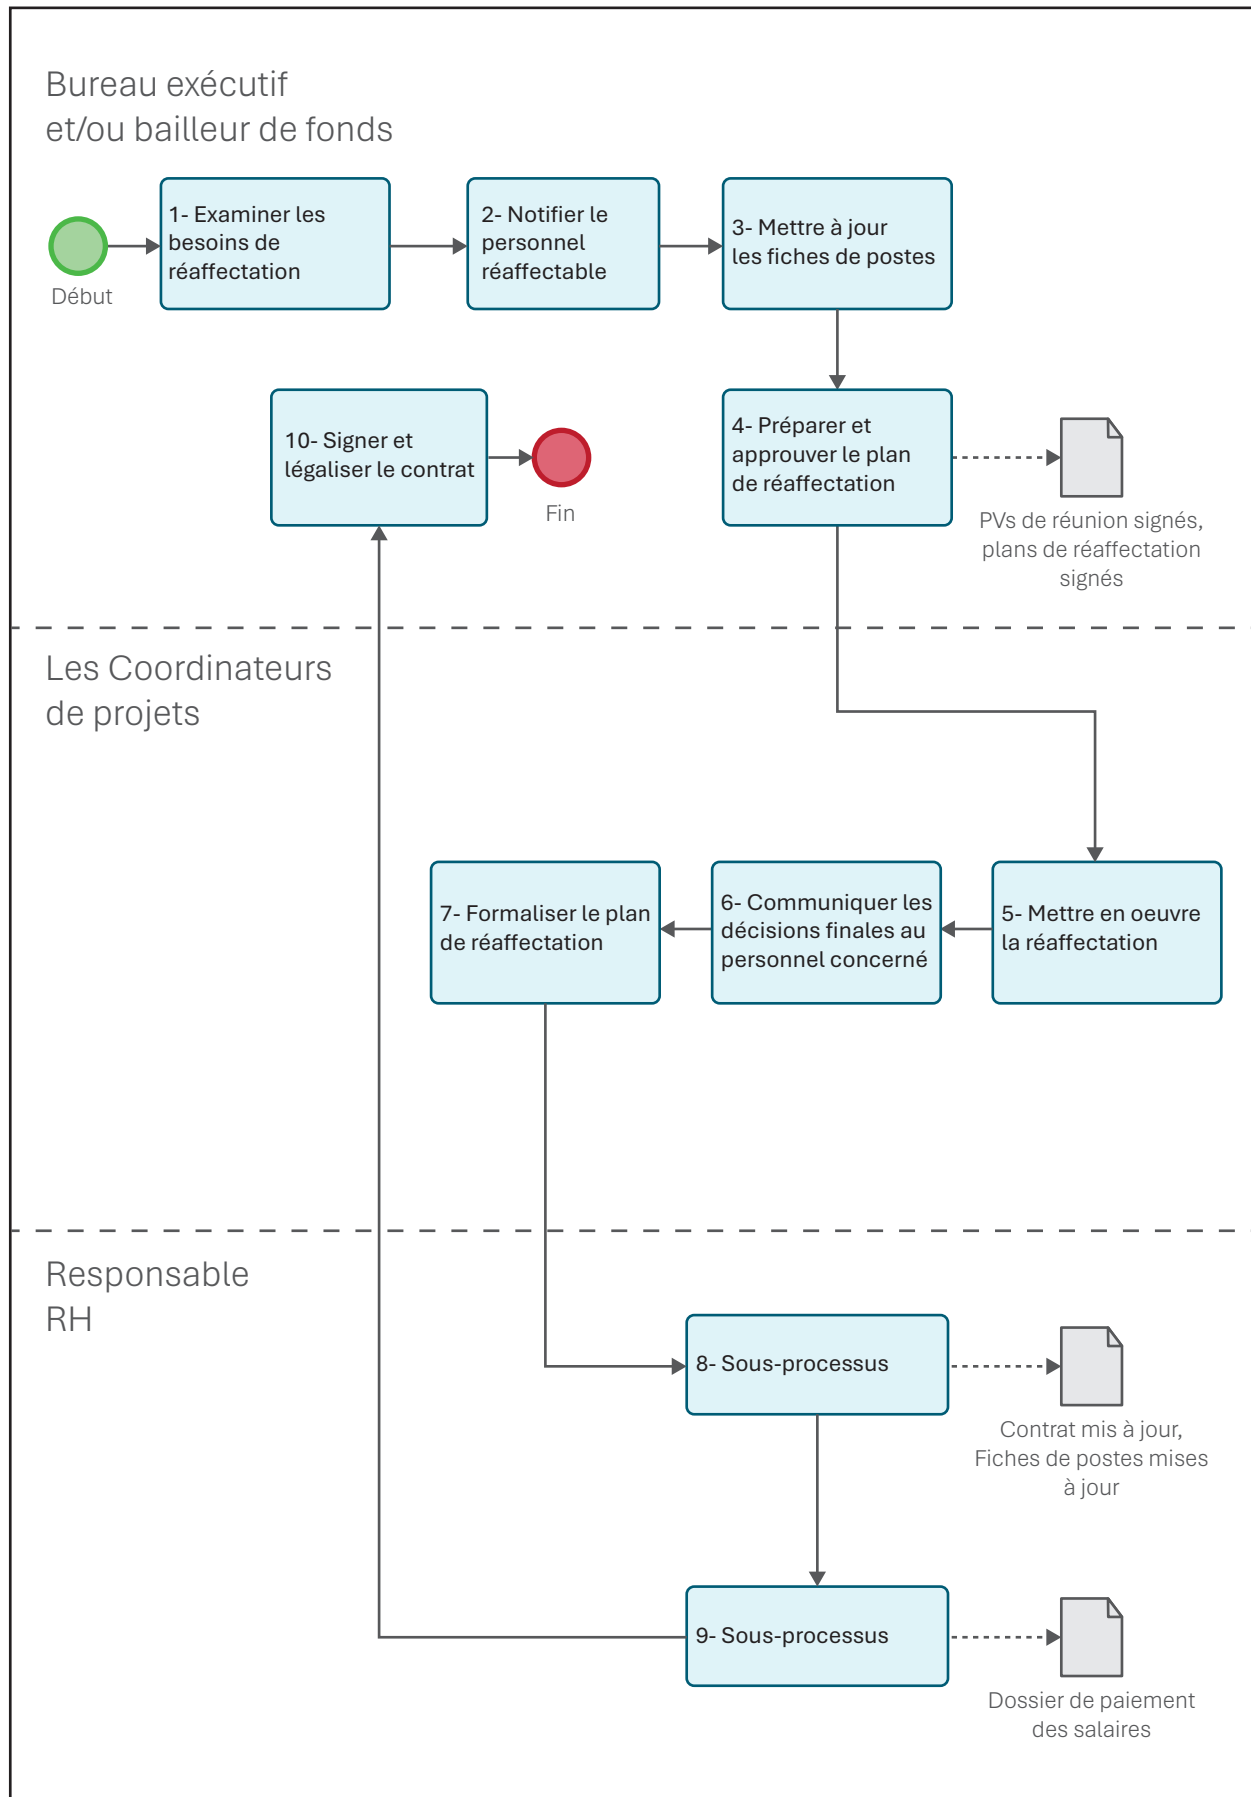 Bureau exécutif
et/ou bailleur de fonds
Début
1- Examiner les
besoins de
réaffectation
2- Notifier le
personnel
réaffectable
3- Mettre à jour
les fiches de postes
10- Signer et
légaliser le contrat
Fin
4- Préparer et
approuver le plan
de réaffectation
PVs de réunion signés,
plans de réaffectation
signés
Les Coordinateurs
de projets
7- Formaliser le plan
de réaffectation
6- Communiquer les
décisions finales au
personnel concerné
5- Mettre en oeuvre
la réaffectation
Responsable
RH
8- Sous-processus
Contrat mis à jour,
Fiches de postes mises
à jour
9- Sous-processus
Dossier de paiement
des salaires